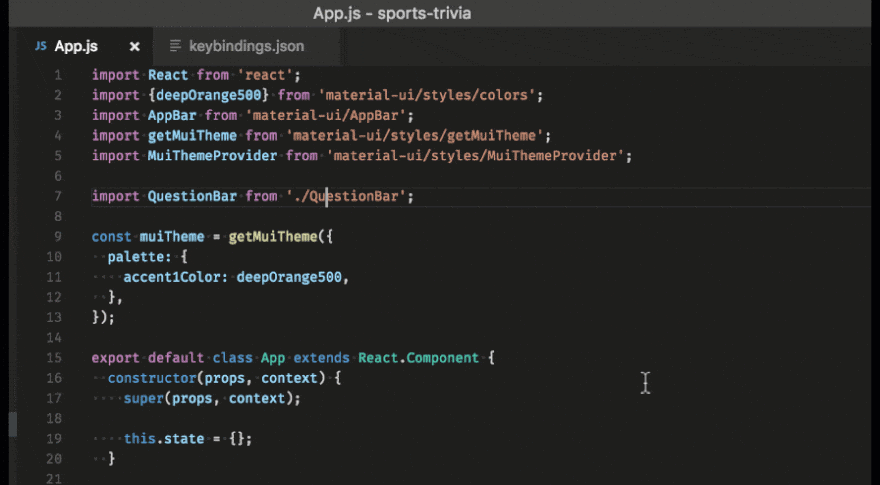 App.js - sports-trivia
JS App.js × keybindings.json
1 import React from 'react';
2 import {deepOrange500} from 'material-ui/styles/colors';
3 import AppBar from 'material-ui/AppBar';
4 import getMuiTheme from 'material-ui/styles/getMuiTheme';
5 import MuiThemeProvider from 'material-ui/styles/MuiThemeProvider';
6
7 import QuestionBar from './QuestionBar';
8
9 const muiTheme = getMuiTheme({
10   palette: {
11     accent1Color: deepOrange500,
12   },
13 });
14
15 export default class App extends React.Component {
16   constructor(props, context) {
17     super(props, context);
18
19     this.state = {};
20   }
21